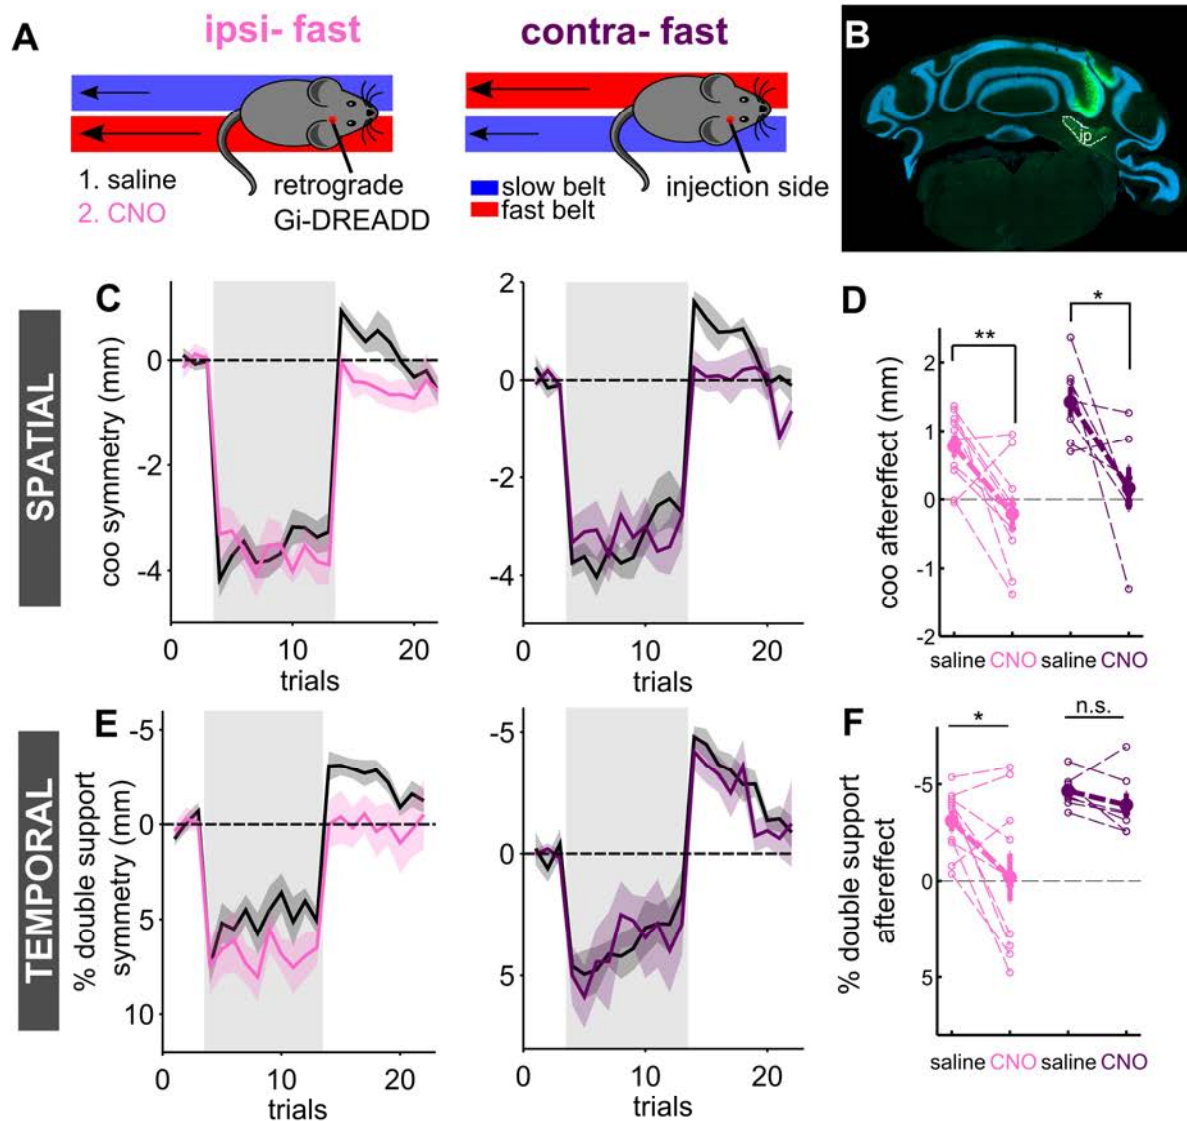 A
ipsi- fast
contra- fast
B
1. saline
2. CNO
retrograde
Gi-DREADD
slow belt
fast belt
injection side
ip
SPATIAL
C
coo symmetry (mm)
0
-2
-4
0
10
20
trials
2
0
-2
-4
0
10
20
trials
D
**
*
coo aftereffect (mm)
2
1
0
-1
-2
saline CNO saline CNO
TEMPORAL
E
% double support
symmetry (mm)
-5
0
5
10
0
10
20
trials
-5
0
5
0
10
20
trials
F
*
n.s.
% double support
aftereffect
-5
0
5
saline CNO saline CNO